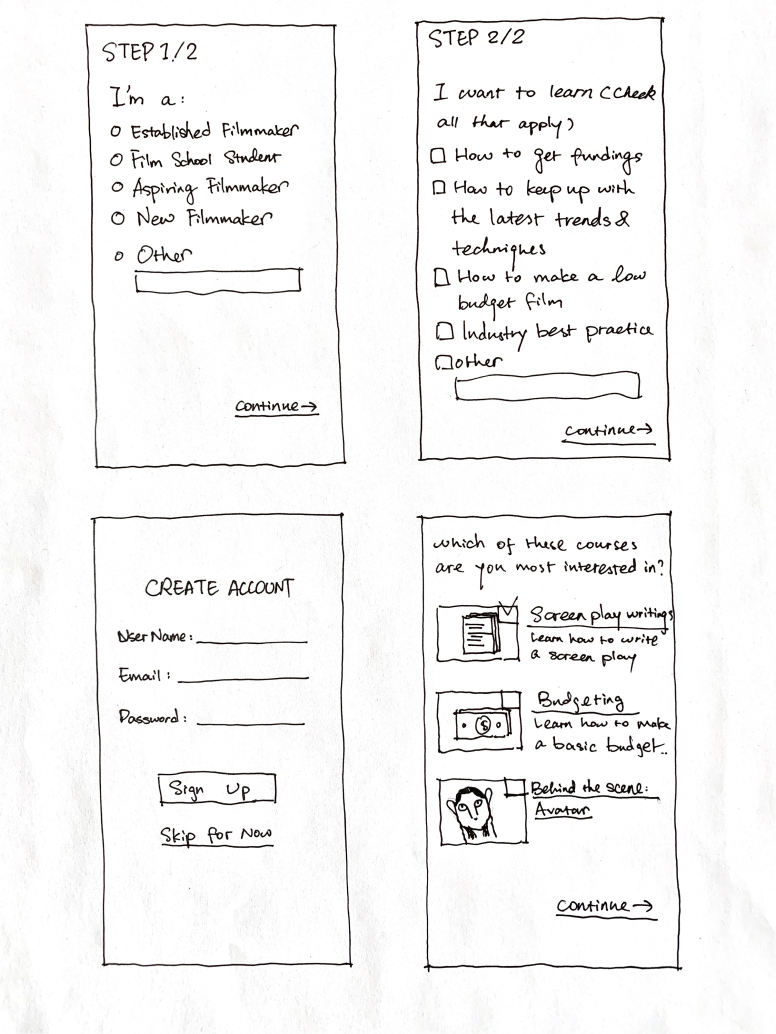 STEP 1/2
I'm a:
Established Filmmaker
Film School Student
Aspiring Filmmaker
New Filmmaker
Other
Continue→
STEP 2/2
I want to learn (Check
all that apply)
How to get fundings
How to keep up with
the latest trends &
techniques
How to make a low
budget film
Industry best practice
other
Continue→
CREATE ACCOUNT
User Name:
Email:
Password:
Sign Up
Skip for Now
which of these courses
are you most interested in?
Screen play writings
Learn how to write
a screen play
$
Budgeting
Learn how to make
a basic budget..
Behind the scene:
Avatar
Continue→